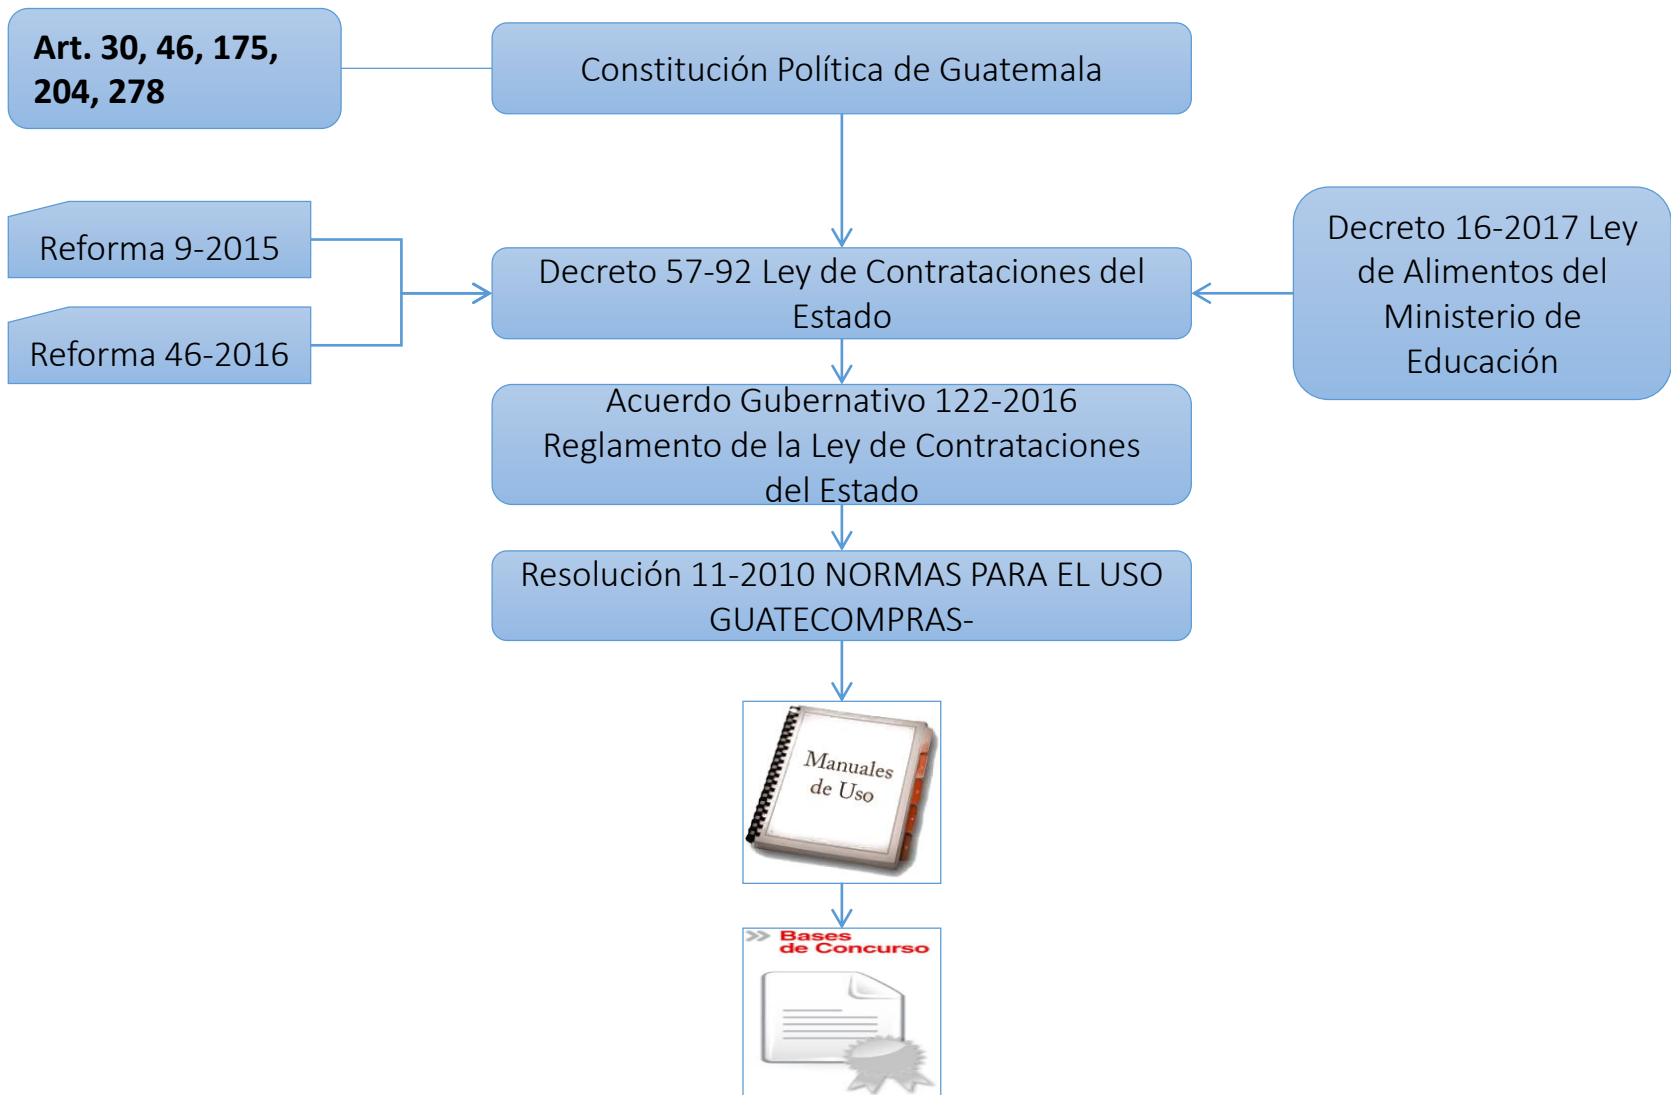 Art. 30, 46, 175,
204, 278
Constitución Política de Guatemala
Reforma 9-2015
Reforma 46-2016
Decreto 57-92 Ley de Contrataciones del
Estado
Decreto 16-2017 Ley
de Alimentos del
Ministerio de
Educación
Acuerdo Gubernativo 122-2016
Reglamento de la Ley de Contrataciones
del Estado
Resolución 11-2010 NORMAS PARA EL USO
GUATECOMPRAS-
Manuales
de Uso
Bases
de Concurso